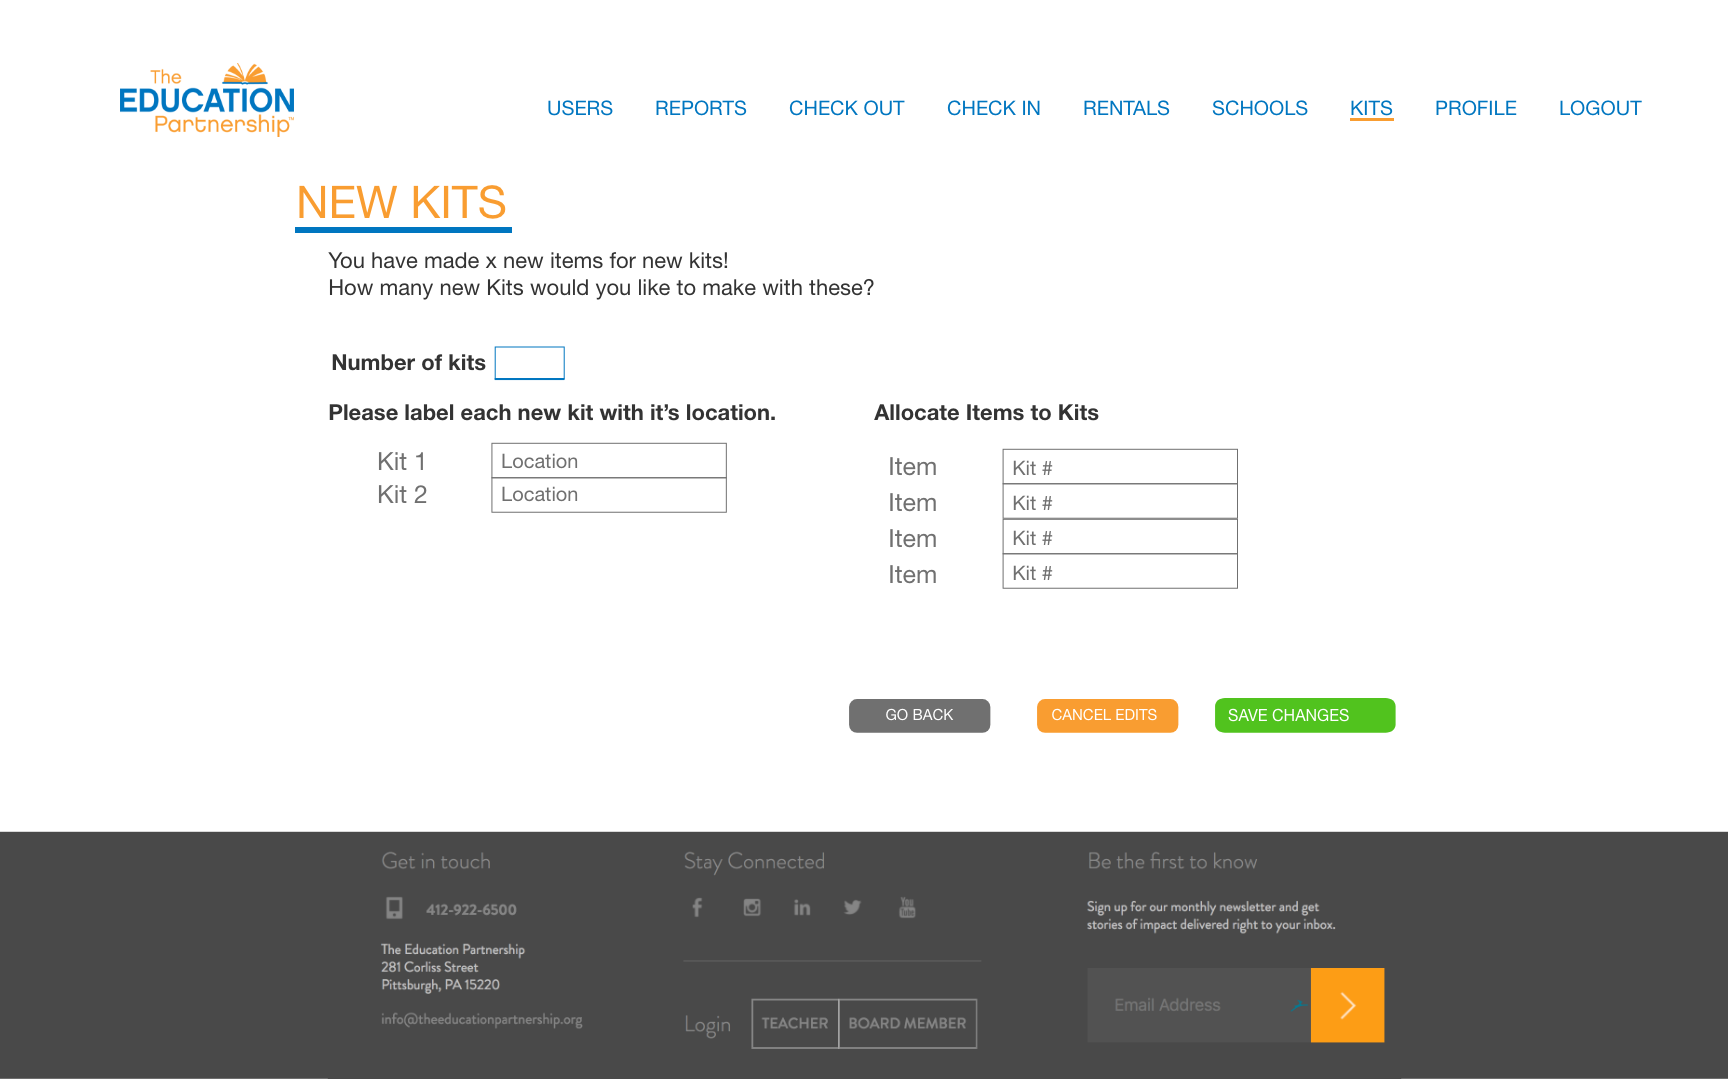 The
EDUCATION
Partnership™
USERS REPORTS CHECK OUT CHECK IN RENTALS SCHOOLS KITS PROFILE LOGOUT
NEW KITS
You have made x new items for new kits!
How many new Kits would you like to make with these?
Number of kits
Please label each new kit with it's location.
Kit 1 Location
Kit 2 Location
Allocate Items to Kits
Item Kit #
Item Kit #
Item Kit #
Item Kit #
GO BACK CANCEL EDITS SAVE CHANGES
Get in touch
412-922-6500
The Education Partnership
281 Corliss Street
Pittsburgh, PA 15220
info@theeducationpartnership.org
Stay Connected
You
Tube
Login TEACHER BOARD MEMBER
Be the first to know
Sign up for our monthly newsletter and get
stories of impact delivered right to your inbox.
Email Address